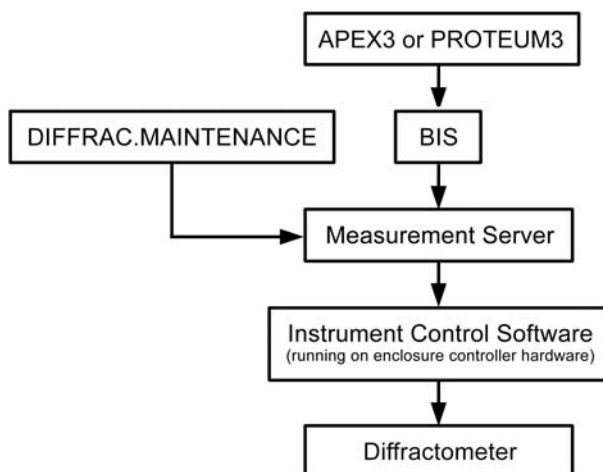 APEX3 or PROTEUM3
DIFFRAC.MAINTENANCE
BIS
Measurement Server
Instrument Control Software
(running on enclosure controller hardware)
Diffractometer